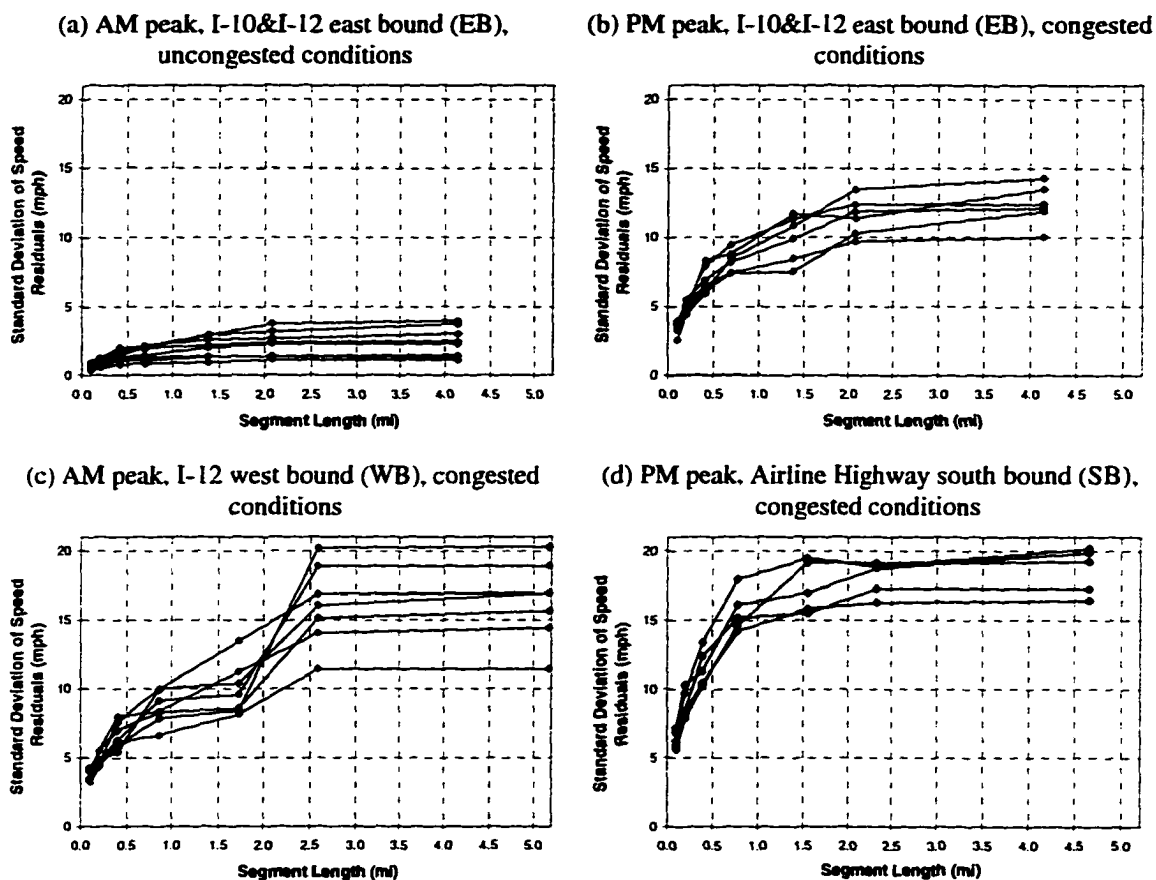 (a) AM peak, I-10&I-12 east bound (EB),
uncongested conditions
20
15
10
5
0
Standard Deviation of Speed
Residuals (mph)
0.0 0.5 1.0 1.5 2.0 2.5 3.0 3.5 4.0 4.5 5.0
Segment Length (mi)
(b) PM peak, I-10&I-12 east bound (EB), congested
conditions
20
15
10
5
0
Standard Deviation of Speed
Residuals (mph)
0.0 0.5 1.0 1.5 2.0 2.5 3.0 3.5 4.0 4.5 5.0
Segment Length (mi)
(c) AM peak, I-12 west bound (WB), congested
conditions
20
15
10
5
0
Standard Deviation of Speed
Residuals (mph)
0.0 0.5 1.0 1.5 2.0 2.5 3.0 3.5 4.0 4.5 5.0
Segment Length (mi)
(d) PM peak, Airline Highway south bound (SB),
congested conditions
20
15
10
5
0
Standard Deviation of Speed
Residuals (mph)
0.0 0.5 1.0 1.5 2.0 2.5 3.0 3.5 4.0 4.5 5.0
Segment Length (mi)